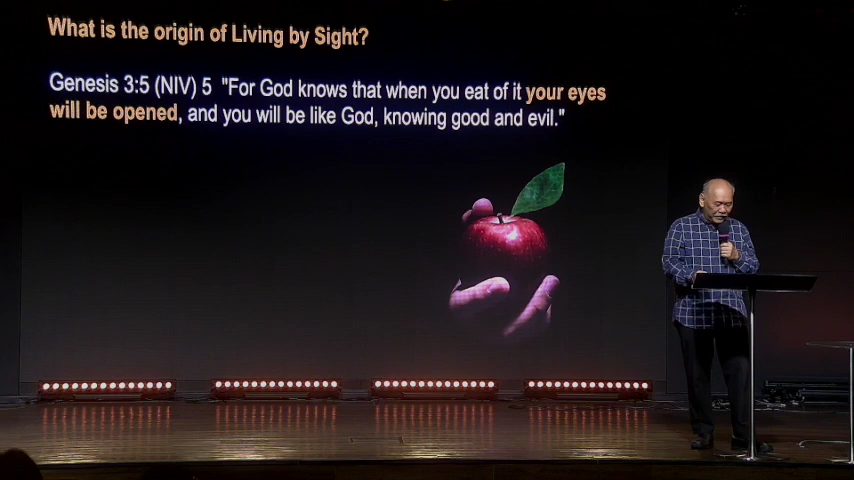 What is the origin of Living by Sight?
Genesis 3:5 (NIV) 5 "For God knows that when you eat of it your eyes
will be opened, and you will be like God, knowing good and evil."